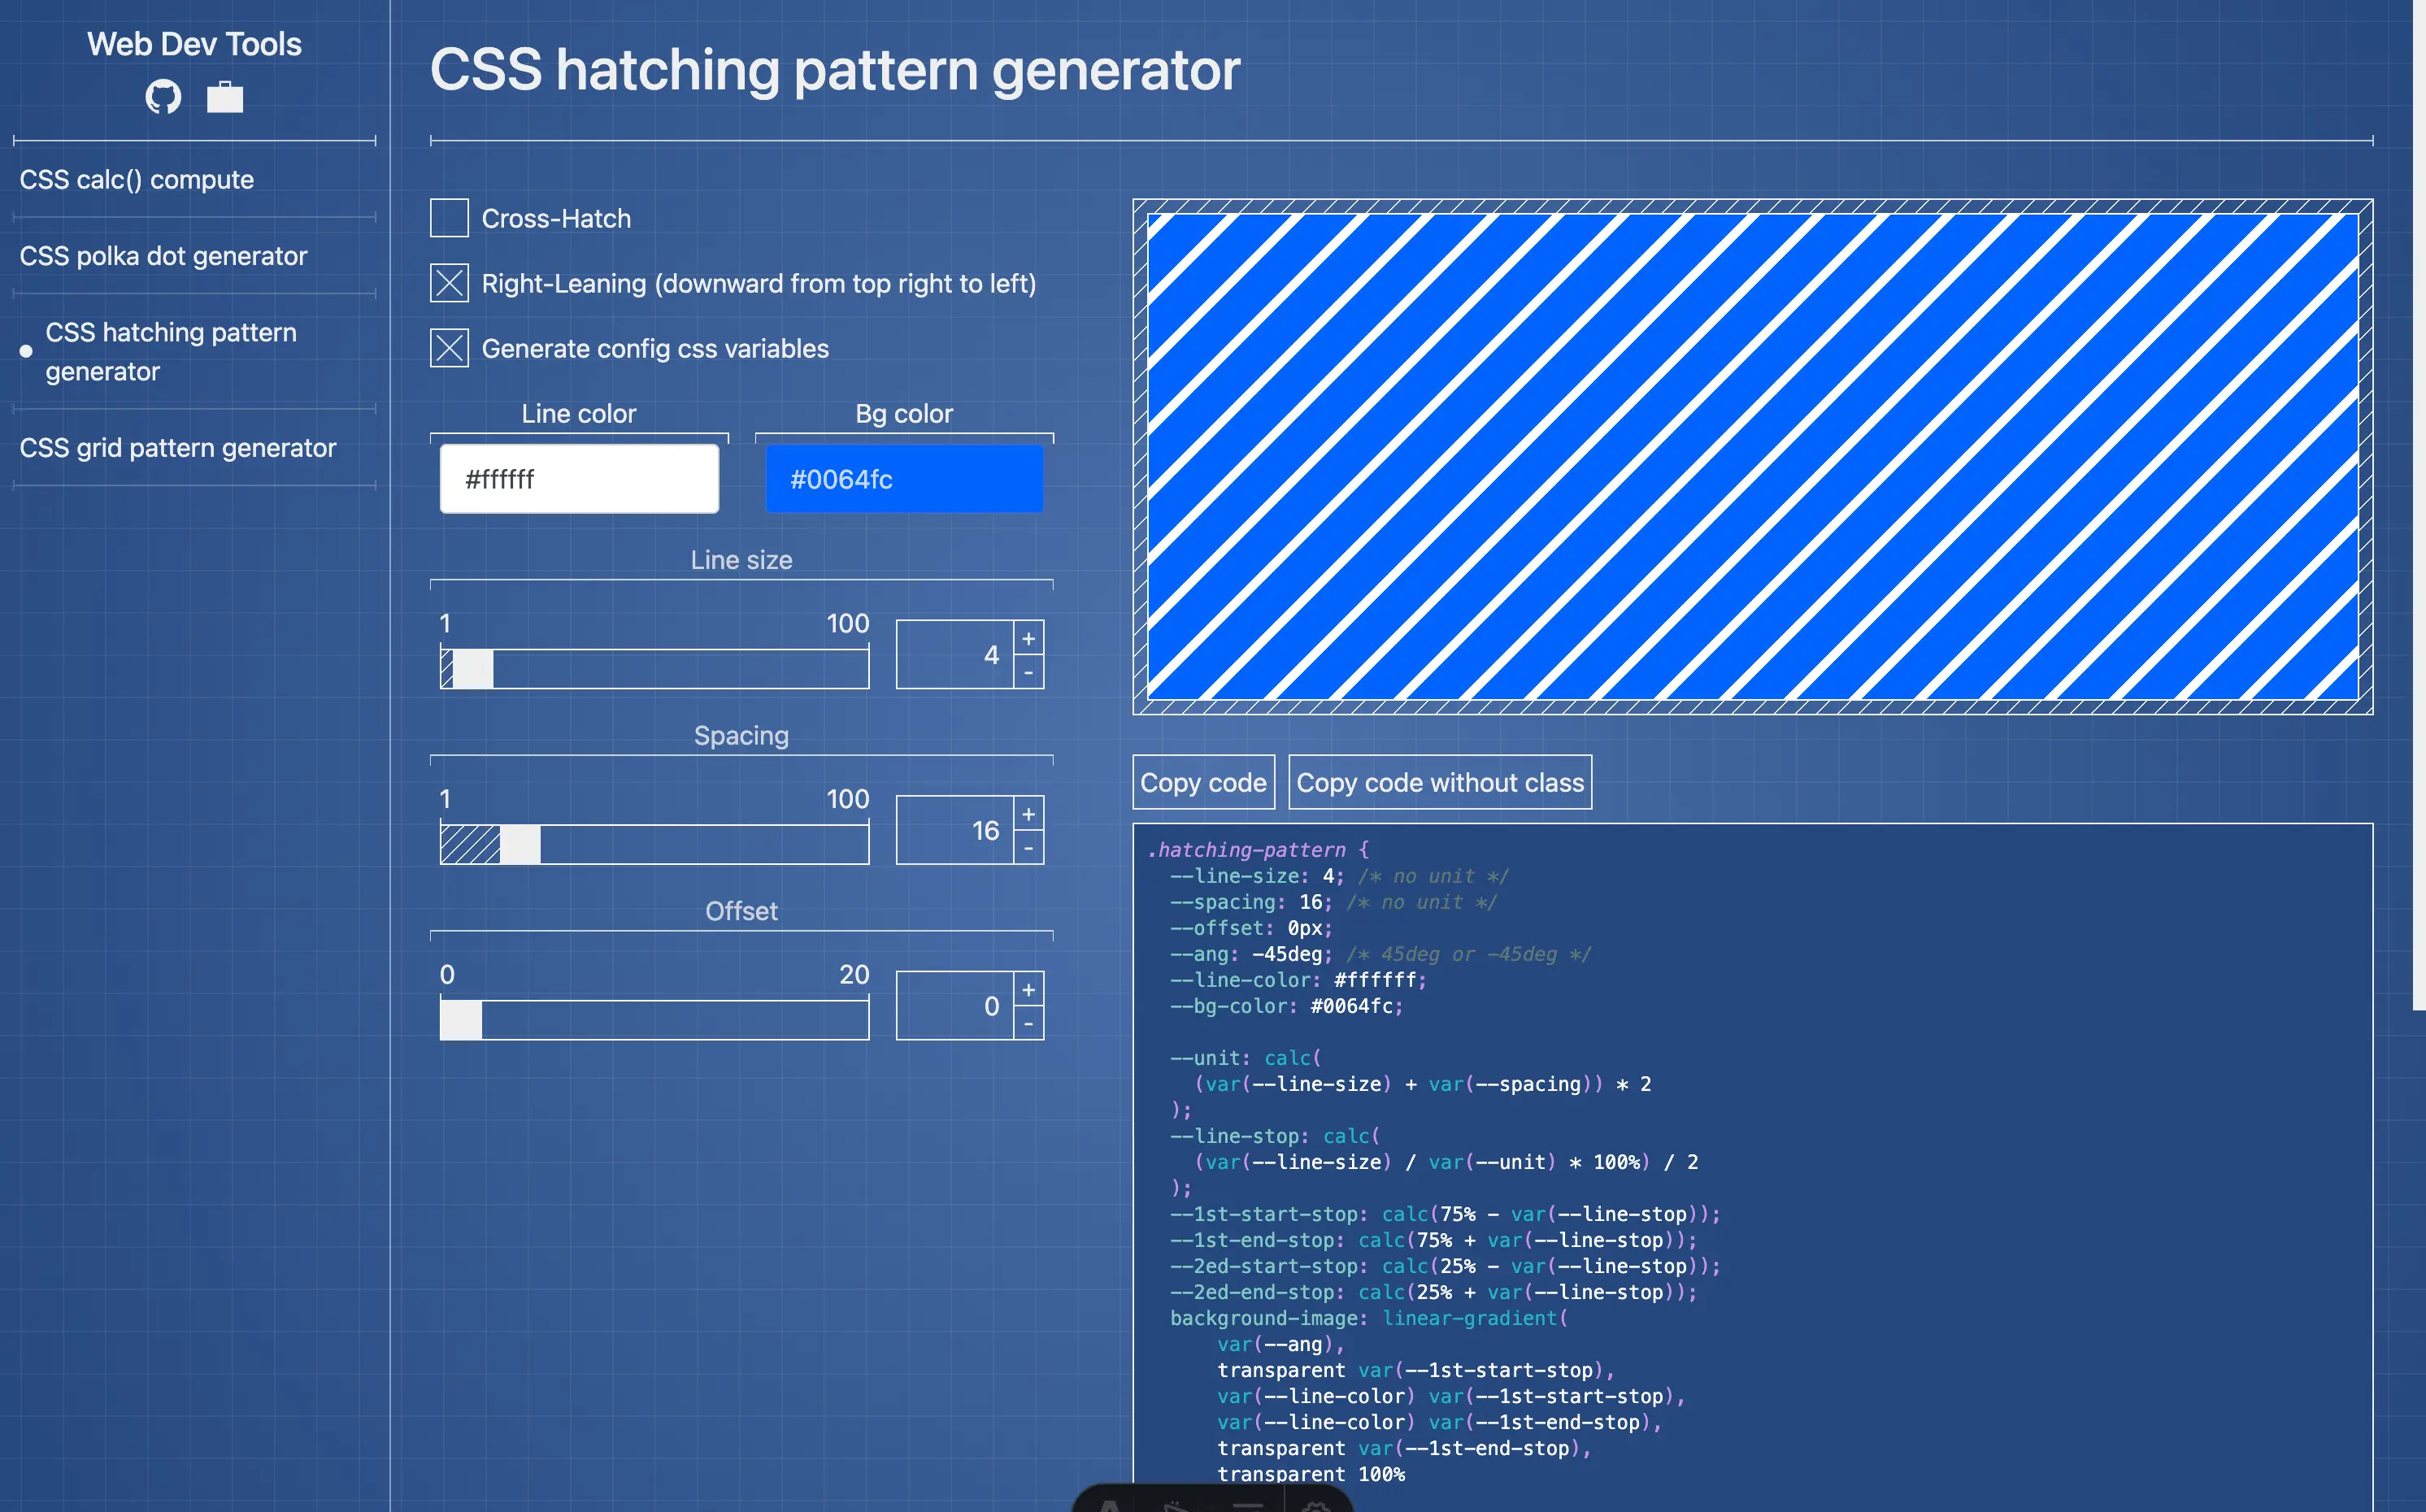 Web Dev Tools
CSS calc() compute
CSS polka dot generator
CSS hatching pattern
generator
CSS grid pattern generator
CSS hatching pattern generator
Cross-Hatch
Right-Leaning (downward from top right to left)
Generate config css variables
Line color
Bg color
#ffffff
#0064fc
Line size
1
100
4
+
-
Spacing
1
100
16
+
-
Offset
0
20
0
+
-
Copy code
Copy code without class
.hatching-pattern {
--line-size: 4; /* no unit */
--spacing: 16; /* no unit */
--offset: 0px;
--ang: -45deg; /* 45deg or -45deg */
--line-color: #ffffff;
--bg-color: #0064fc;
--unit: calc(
(var(--line-size) + var(--spacing)) * 2
);
--line-stop: calc(
(var(--line-size) / var(--unit) * 100%) / 2
);
--1st-start-stop: calc(75% - var(--line-stop));
--1st-end-stop: calc(75% + var(--line-stop));
--2ed-start-stop: calc(25% - var(--line-stop));
--2ed-end-stop: calc(25% + var(--line-stop));
background-image: linear-gradient(
var(--ang),
transparent var(--1st-start-stop),
var(--line-color) var(--1st-start-stop),
var(--line-color) var(--1st-end-stop),
transparent var(--1st-end-stop),
transparent 100%